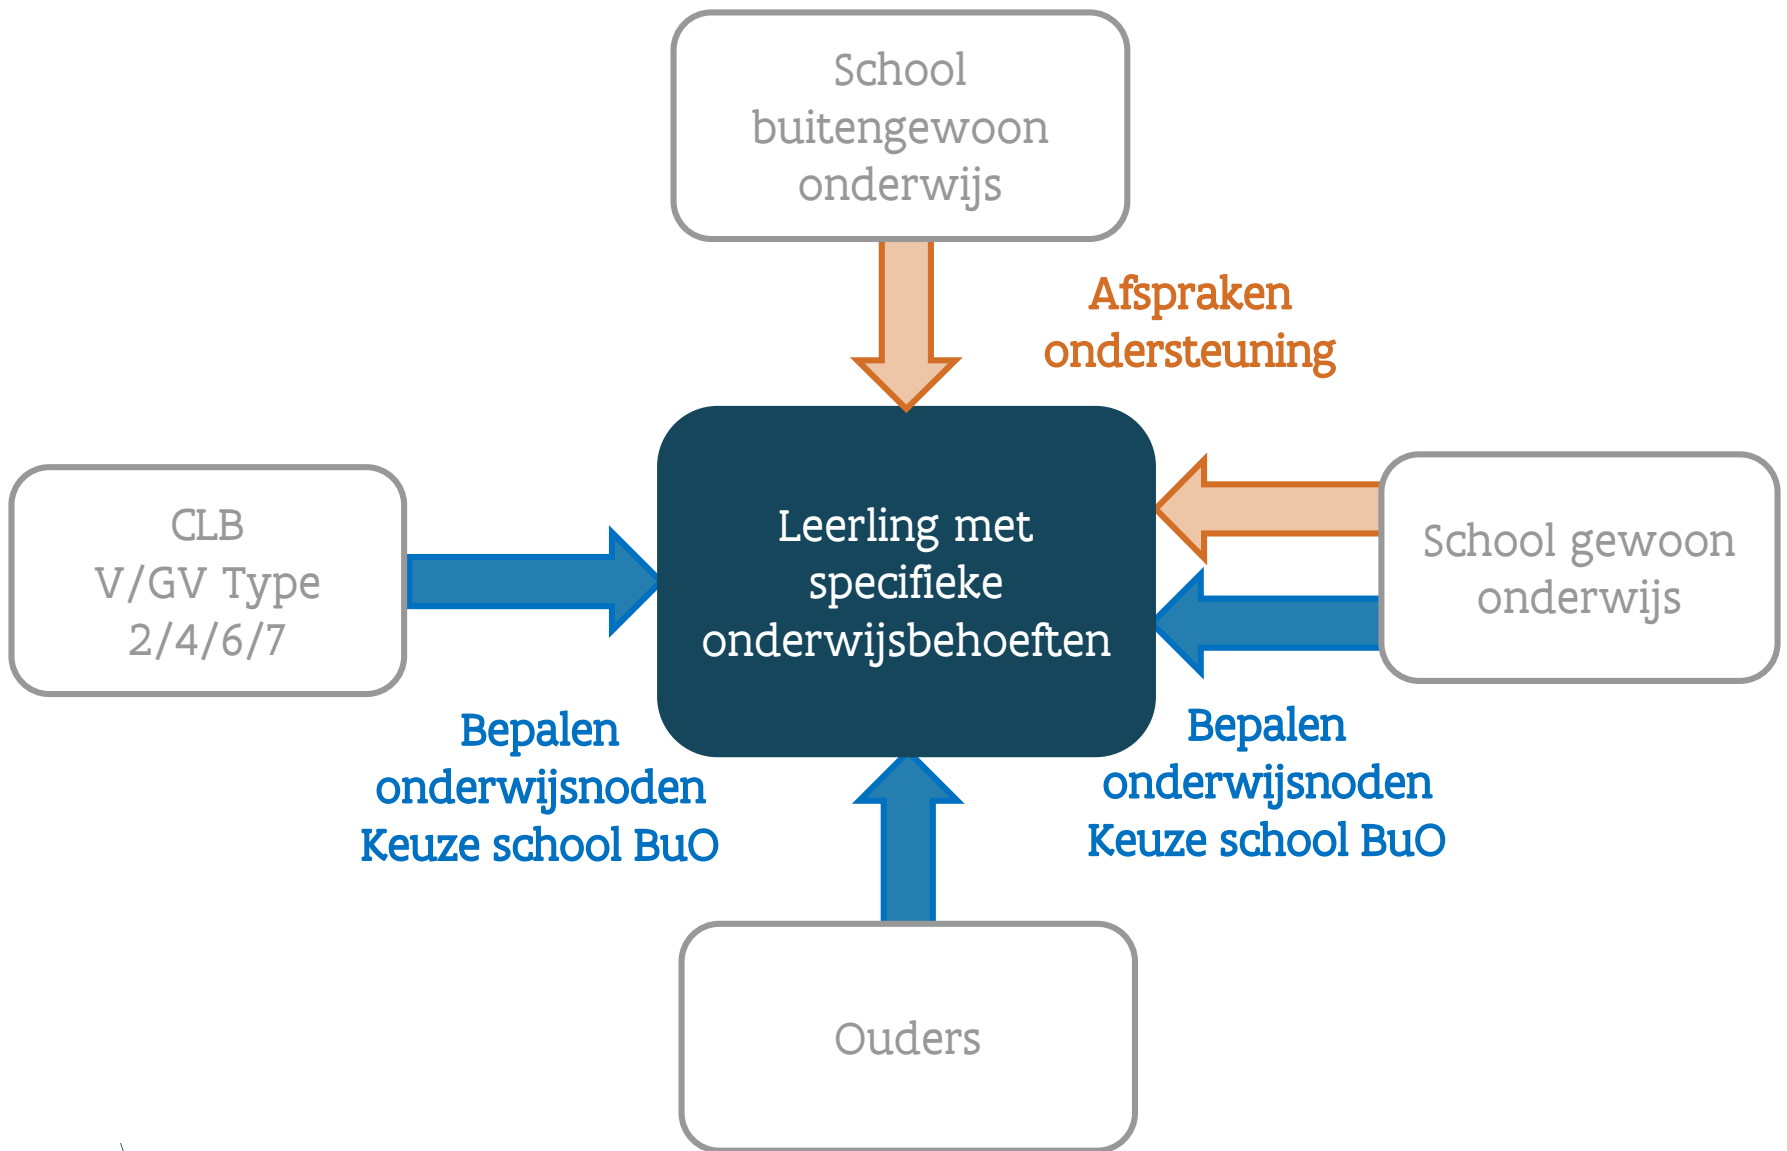 School
buitengewoon
onderwijs
Afspraken
ondersteuning
CLB
V/GV Type
2/4/6/7
Leerling met
specifieke
onderwijsbehoeften
School gewoon
onderwijs
Bepalen
onderwijsnoden
Keuze school BuO
Bepalen
onderwijsnoden
Keuze school BuO
Ouders
\